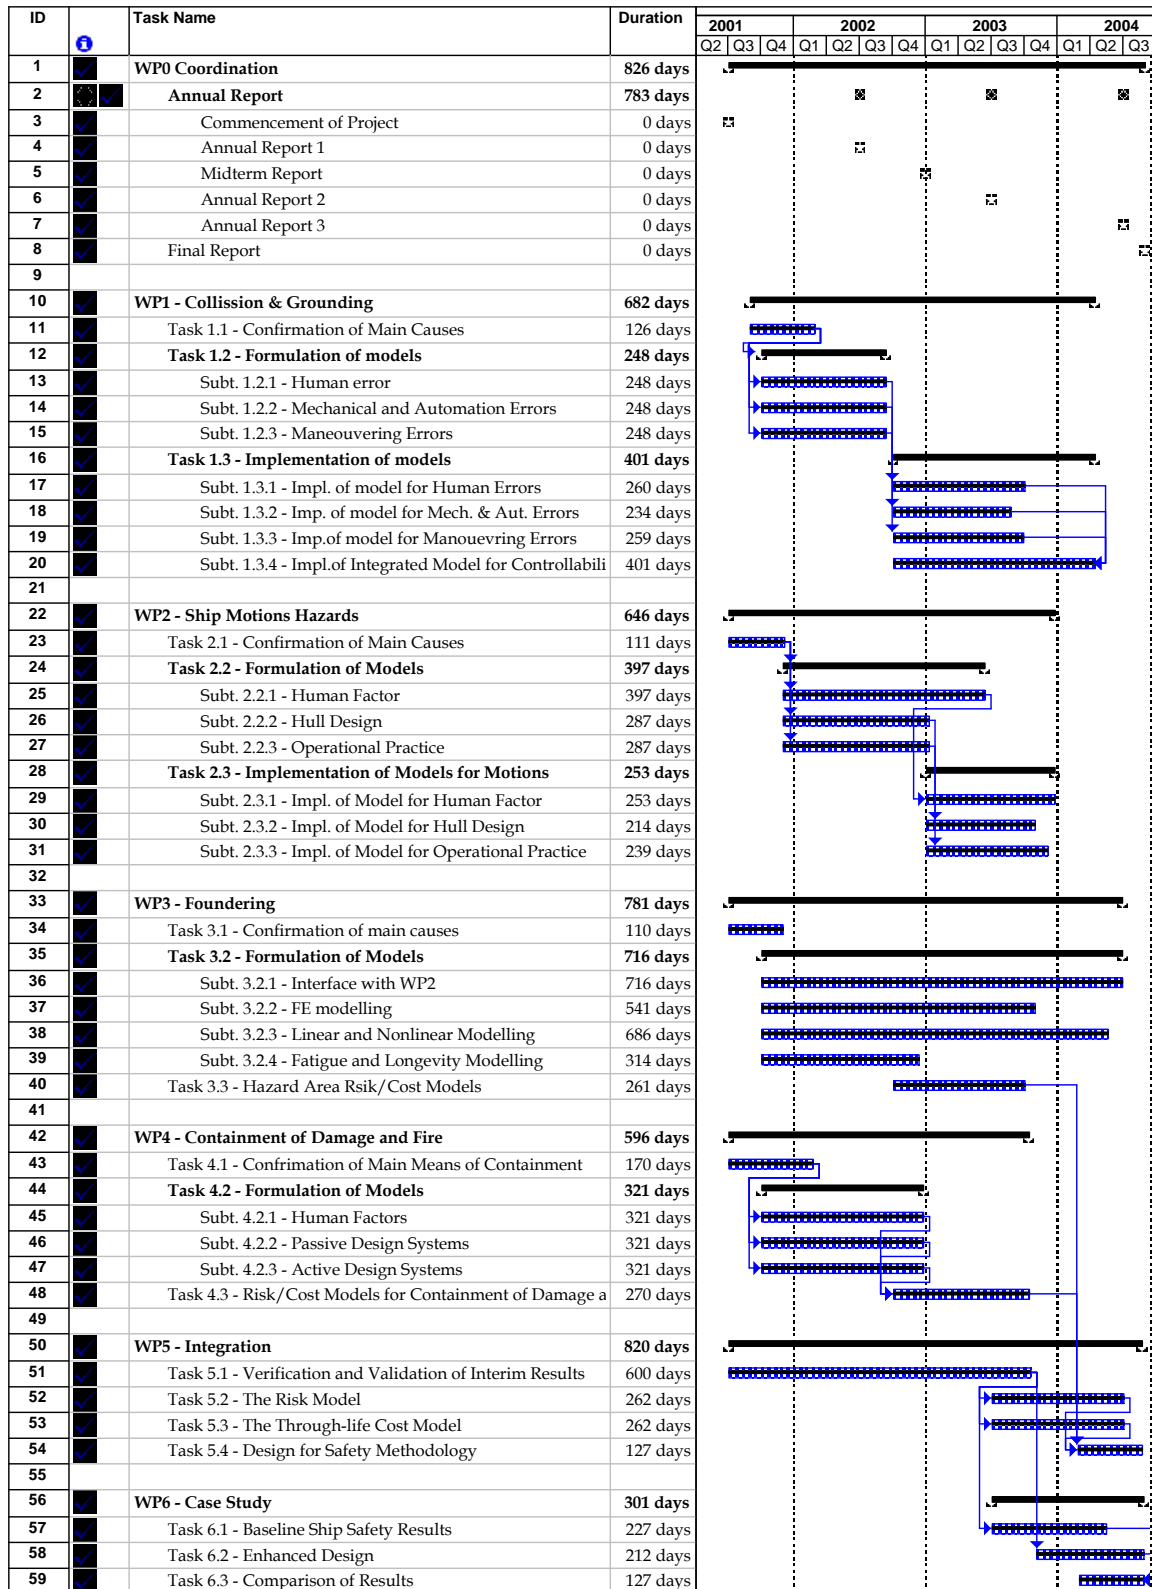 ID Task Name Duration 2001 2002 2003 2004
i Q2 Q3 Q4 Q1 Q2 Q3 Q4 Q1 Q2 Q3 Q4 Q1 Q2 Q3
1 WP0 Coordination 826 days
2 Annual Report 783 days
3 Commencement of Project 0 days
4 Annual Report 1 0 days
5 Midterm Report 0 days
6 Annual Report 2 0 days
7 Annual Report 3 0 days
8 Final Report 0 days
9
10 WP1 - Collission & Grounding 682 days
11 Task 1.1 - Confirmation of Main Causes 126 days
12 Task 1.2 - Formulation of models 248 days
13 Subt. 1.2.1 - Human error 248 days
14 Subt. 1.2.2 - Mechanical and Automation Errors 248 days
15 Subt. 1.2.3 - Maneouvering Errors 248 days
16 Task 1.3 - Implementation of models 401 days
17 Subt. 1.3.1 - Impl. of model for Human Errors 260 days
18 Subt. 1.3.2 - Imp. of model for Mech. & Aut. Errors 234 days
19 Subt. 1.3.3 - Imp.of model for Manouevring Errors 259 days
20 Subt. 1.3.4 - Impl.of Integrated Model for Controllabili 401 days
21
22 WP2 - Ship Motions Hazards 646 days
23 Task 2.1 - Confirmation of Main Causes 111 days
24 Task 2.2 - Formulation of Models 397 days
25 Subt. 2.2.1 - Human Factor 397 days
26 Subt. 2.2.2 - Hull Design 287 days
27 Subt. 2.2.3 - Operational Practice 287 days
28 Task 2.3 - Implementation of Models for Motions 253 days
29 Subt. 2.3.1 - Impl. of Model for Human Factor 253 days
30 Subt. 2.3.2 - Impl. of Model for Hull Design 214 days
31 Subt. 2.3.3 - Impl. of Model for Operational Practice 239 days
32
33 WP3 - Foundering 781 days
34 Task 3.1 - Confirmation of main causes 110 days
35 Task 3.2 - Formulation of Models 716 days
36 Subt. 3.2.1 - Interface with WP2 716 days
37 Subt. 3.2.2 - FE modelling 541 days
38 Subt. 3.2.3 - Linear and Nonlinear Modelling 686 days
39 Subt. 3.2.4 - Fatigue and Longevity Modelling 314 days
40 Task 3.3 - Hazard Area Rsik/Cost Models 261 days
41
42 WP4 - Containment of Damage and Fire 596 days
43 Task 4.1 - Confrimation of Main Means of Containment 170 days
44 Task 4.2 - Formulation of Models 321 days
45 Subt. 4.2.1 - Human Factors 321 days
46 Subt. 4.2.2 - Passive Design Systems 321 days
47 Subt. 4.2.3 - Active Design Systems 321 days
48 Task 4.3 - Risk/Cost Models for Containment of Damage a 270 days
49
50 WP5 - Integration 820 days
51 Task 5.1 - Verification and Validation of Interim Results 600 days
52 Task 5.2 - The Risk Model 262 days
53 Task 5.3 - The Through-life Cost Model 262 days
54 Task 5.4 - Design for Safety Methodology 127 days
55
56 WP6 - Case Study 301 days
57 Task 6.1 - Baseline Ship Safety Results 227 days
58 Task 6.2 - Enhanced Design 212 days
59 Task 6.3 - Comparison of Results 127 days